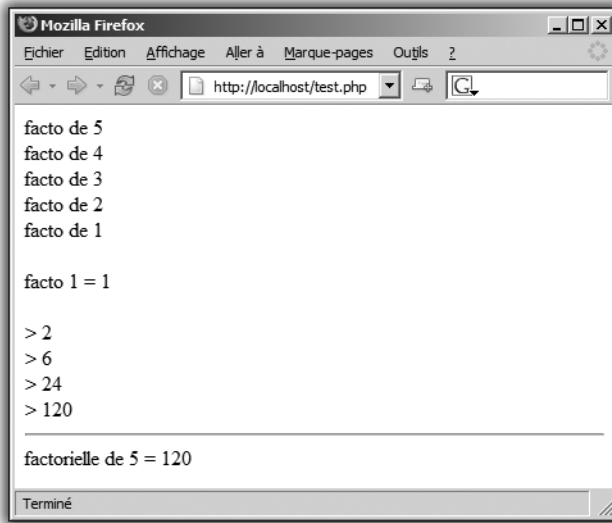 Mozilla Firefox
Fichier Edition Affichage Aller à Marque-pages Outils ?
http://localhost/test.php G
facto de 5
facto de 4
facto de 3
facto de 2
facto de 1
facto 1 = 1
> 2
> 6
> 24
> 120
factorielle de 5 = 120
Terminé